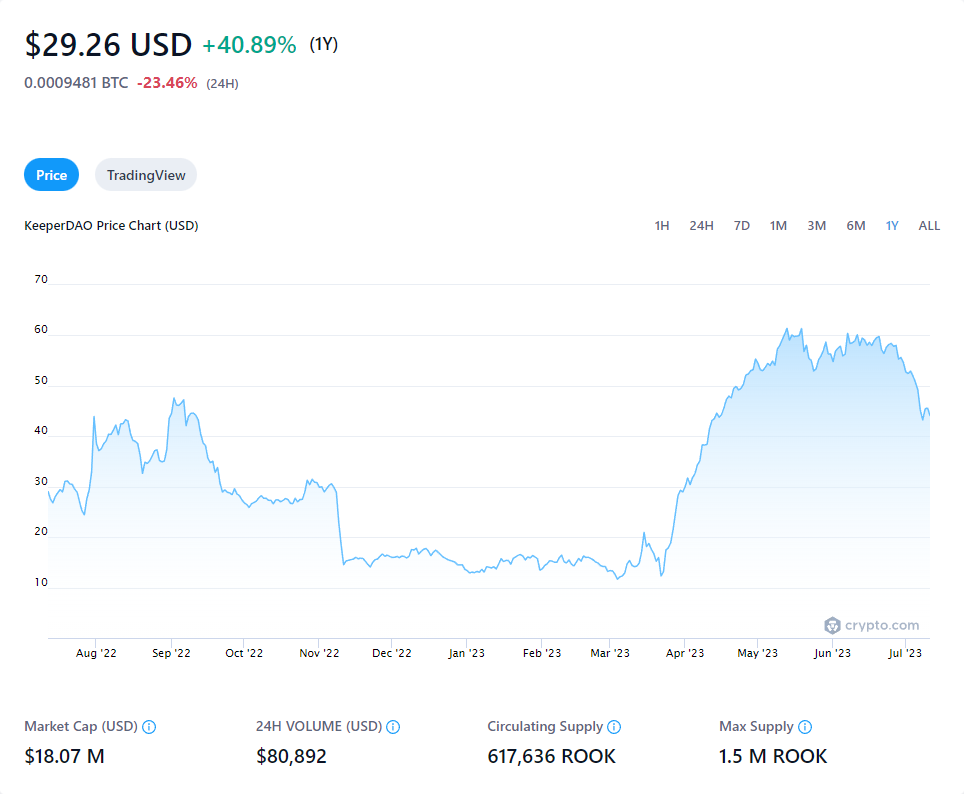 $29.26 USD +40.89% (1Y)
0.0009481 BTC -23.46% (24H)
Price TradingView
KeeperDAO Price Chart (USD) 1H 24H 7D 1M 3M 6M 1Y ALL
70
60
50
40
30
20
10
crypto.com
Aug '22 Sep '22 Oct '22 Nov '22 Dec '22 Jan '23 Feb '23 Mar '23 Apr '23 May '23 Jun '23 Jul '23
Market Cap (USD) 24H VOLUME (USD) Circulating Supply Max Supply
$18.07 M $80,892 617,636 ROOK 1.5 M ROOK